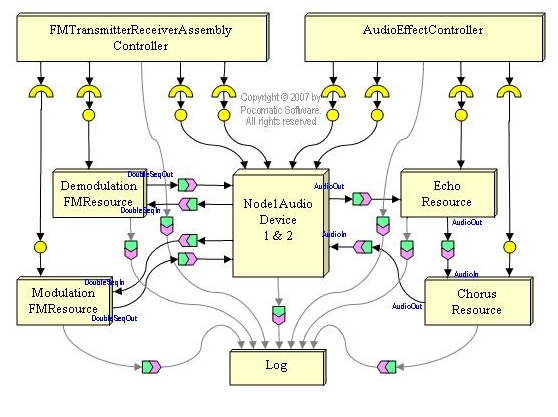 FMTransmitterReceiverAssembly
Controller
AudioEffectController
Copyright © 2007 by
Pocomatic Software.
All rights reserved
Demodulation
FMResource
DoubleSeqOut
DoubleSeqIn
Node1Audio
Device
1 & 2
AudioOut
AudioIn
Echo
Resource
AudioOut
AudioIn
Modulation
FMResource
DoubleSeqIn
DoubleSeqOut
AudioOut
Chorus
Resource
Log